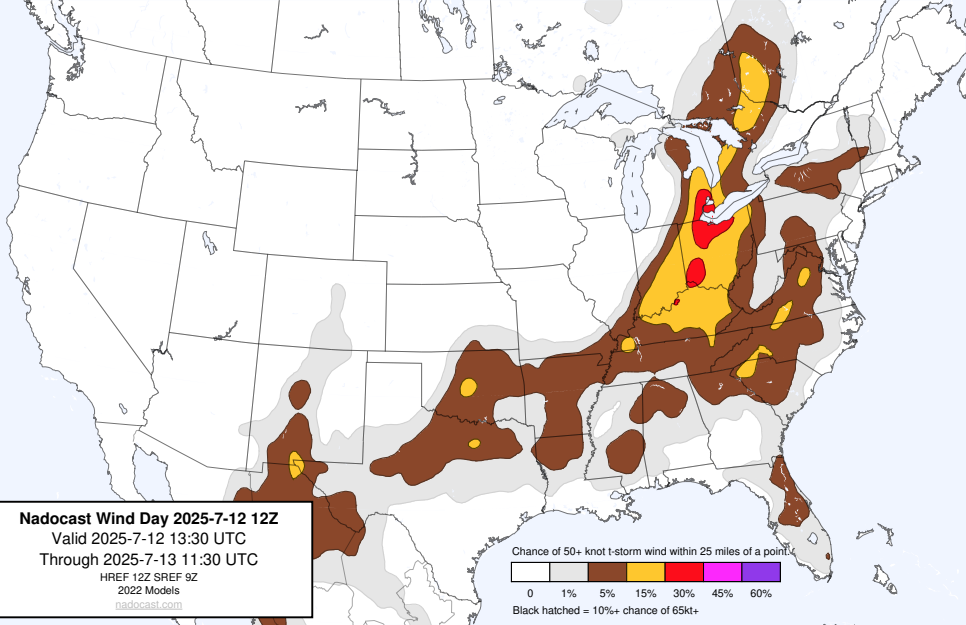 Nadocast Wind Day 2025-7-12 12Z
Valid 2025-7-12 13:30 UTC
Through 2025-7-13 11:30 UTC
HREF 12Z SREF 9Z
2022 Models
nadocast.com
Chance of 50+ knot t-storm wind within 25 miles of a point.
0 1% 5% 15% 30% 45% 60%
Black hatched = 10%+ chance of 65kt+